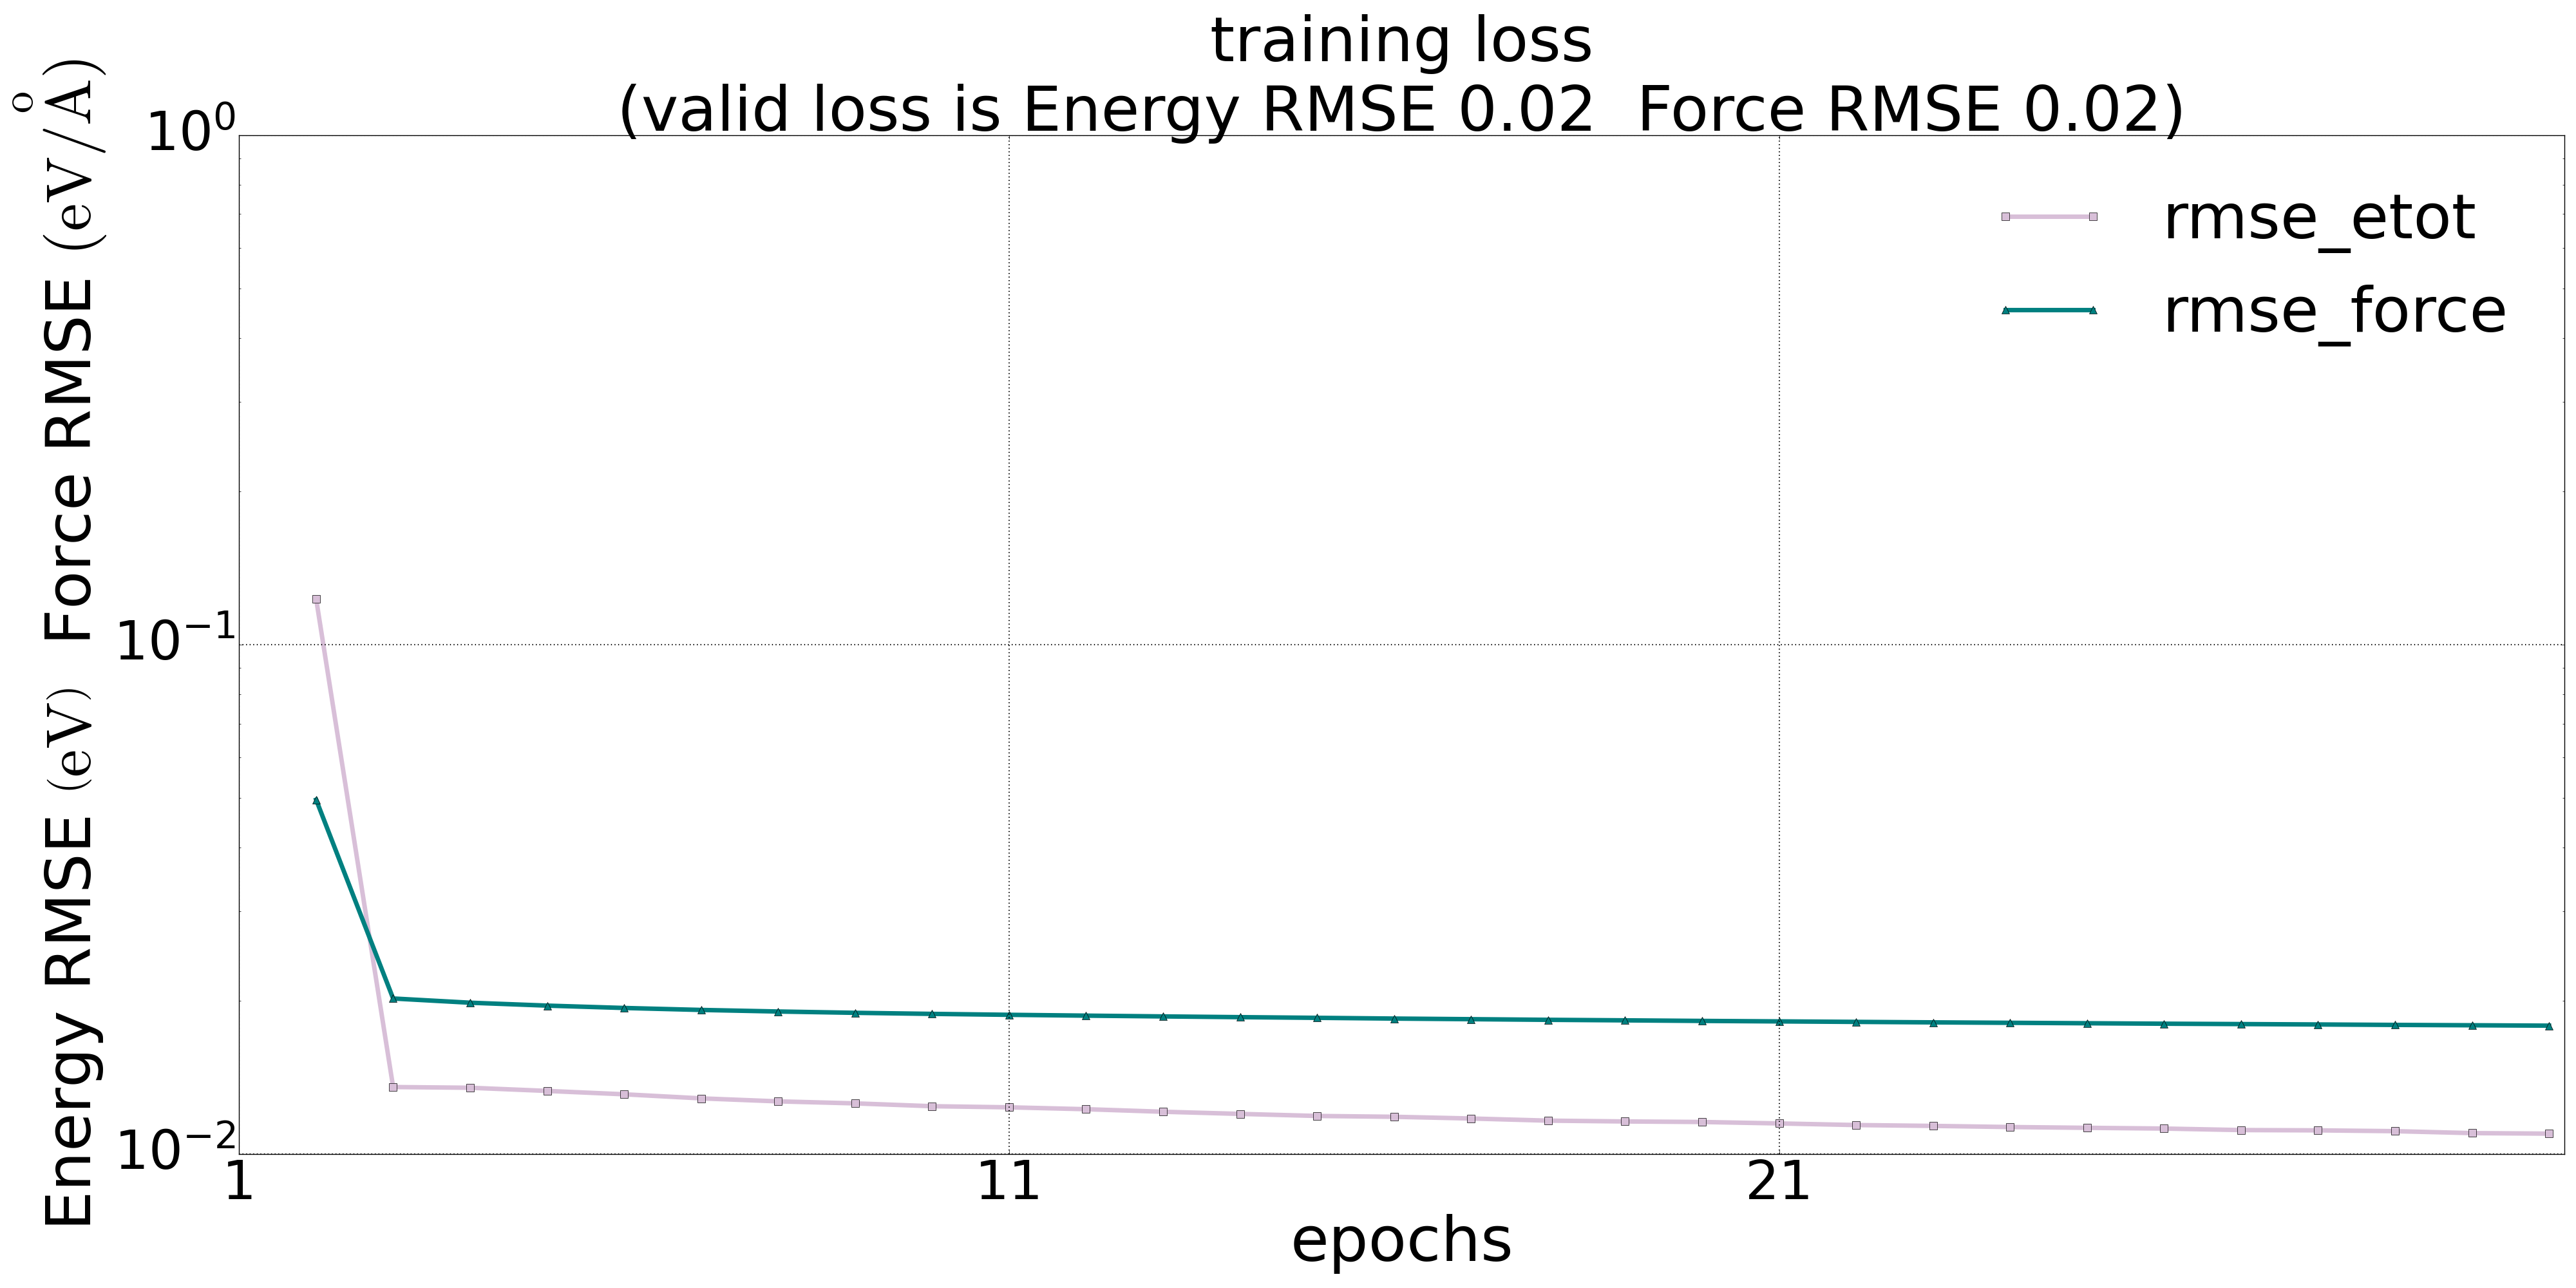 training loss
(valid loss is Energy RMSE 0.02  Force RMSE 0.02)
Energy RMSE (eV)  Force RMSE (eV/Å)
10⁰
10⁻¹
10⁻²
rmse_etot
rmse_force
1
11
21
epochs